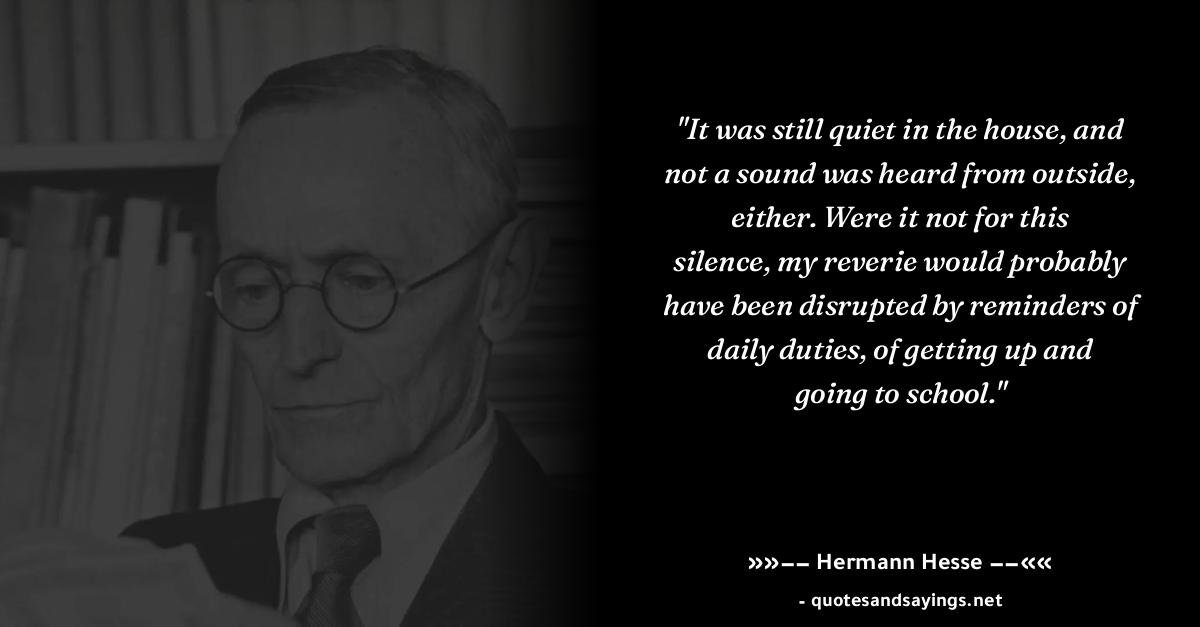 "It was still quiet in the house, and
not a sound was heard from outside,
either. Were it not for this
silence, my reverie would probably
have been disrupted by reminders of
daily duties, of getting up and
going to school."
»»–– Hermann Hesse ––««
- quotesandsayings.net